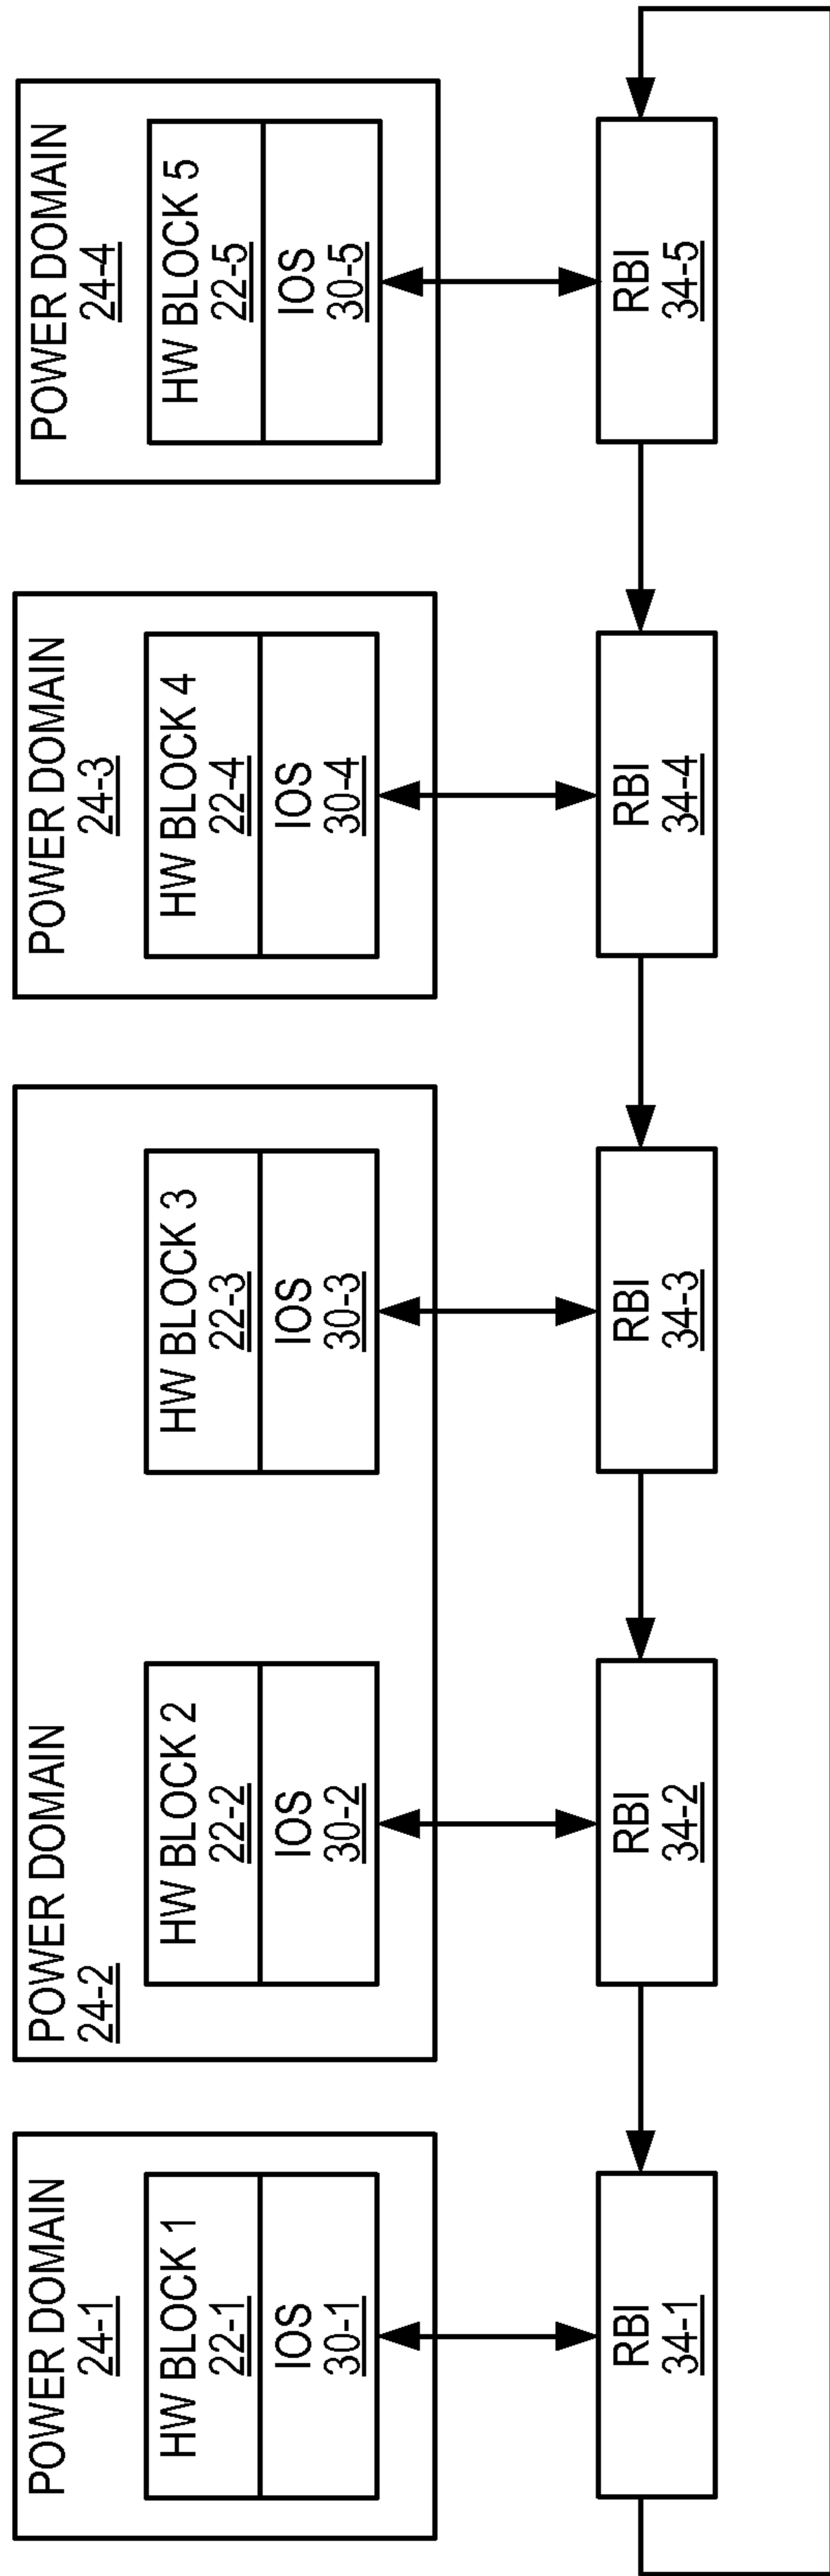 POWER DOMAIN
24-1
HW BLOCK 1
22-1
IOS
30-1
POWER DOMAIN
24-2
HW BLOCK 2
22-2
IOS
30-2
HW BLOCK 3
22-3
IOS
30-3
POWER DOMAIN
24-3
HW BLOCK 4
22-4
IOS
30-4
POWER DOMAIN
24-4
HW BLOCK 5
22-5
IOS
30-5
RBI
34-1
RBI
34-2
RBI
34-3
RBI
34-4
RBI
34-5